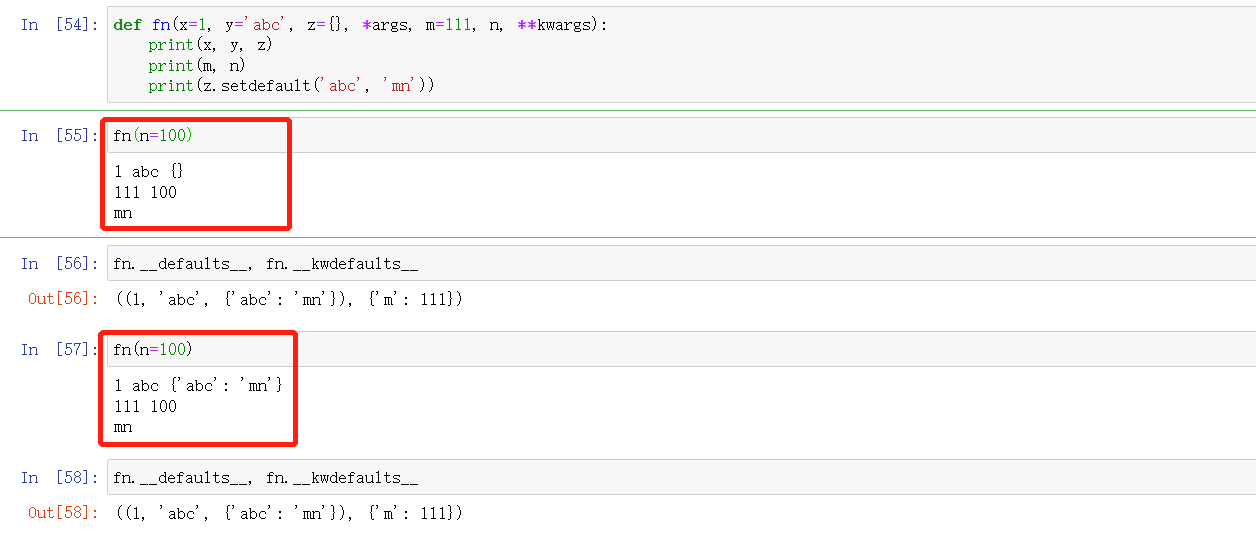 In [54]: def fn(x=1, y='abc', z={}, *args, m=111, n, **kwargs):
print(x, y, z)
print(m, n)
print(z.setdefault('abc', 'mn'))
In [55]: fn(n=100)
1 abc {}
111 100
mn
In [56]: fn.__defaults__, fn.__kwdefaults__
Out[56]: ((1, 'abc', {'abc': 'mn'}), {'m': 111})
In [57]: fn(n=100)
1 abc {'abc': 'mn'}
111 100
mn
In [58]: fn.__defaults__, fn.__kwdefaults__
Out[58]: ((1, 'abc', {'abc': 'mn'}), {'m': 111})